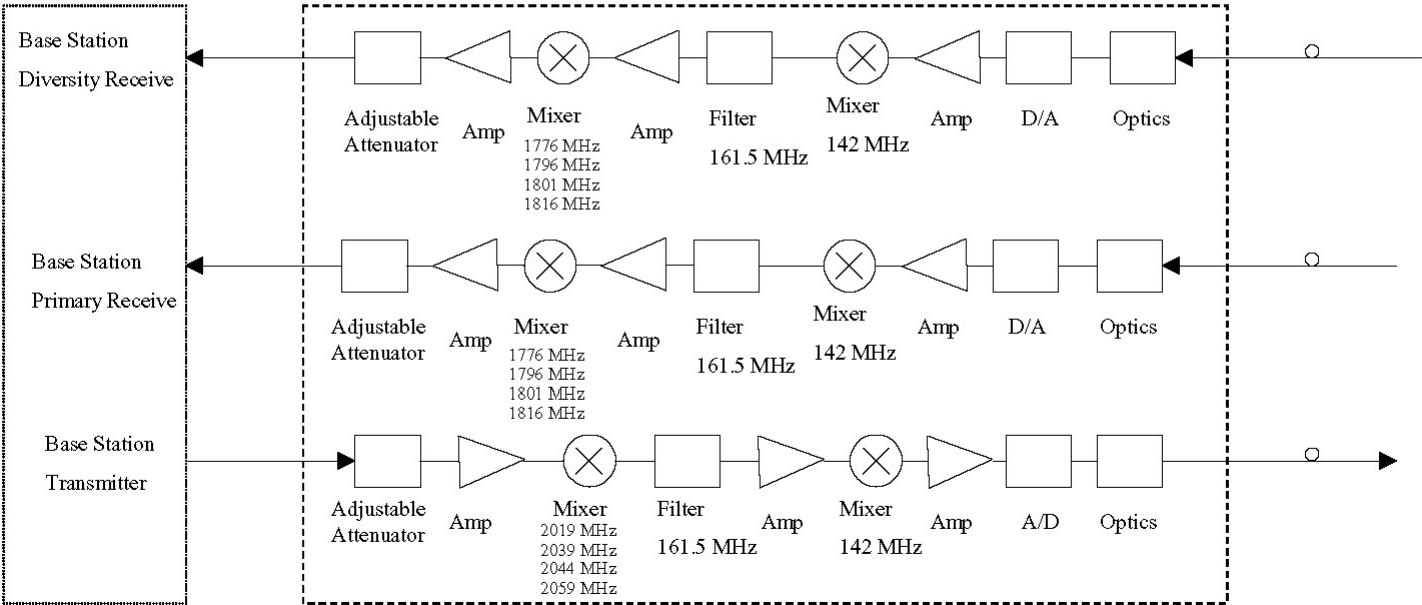 Base Station
Diversity Receive
Adjustable
Attenuator
Amp
Mixer
1776 MHz
1796 MHz
1801 MHz
1816 MHz
Amp
Filter
161.5 MHz
Mixer
142 MHz
Amp
D/A
Optics
Base Station
Primary Receive
Adjustable
Attenuator
Amp
Mixer
1776 MHz
1796 MHz
1801 MHz
1816 MHz
Amp
Filter
161.5 MHz
Mixer
142 MHz
Amp
D/A
Optics
Base Station
Transmitter
Adjustable
Attenuator
Amp
Mixer
2019 MHz
2039 MHz
2044 MHz
2059 MHz
Filter
161.5 MHz
Amp
Mixer
142 MHz
Amp
A/D
Optics